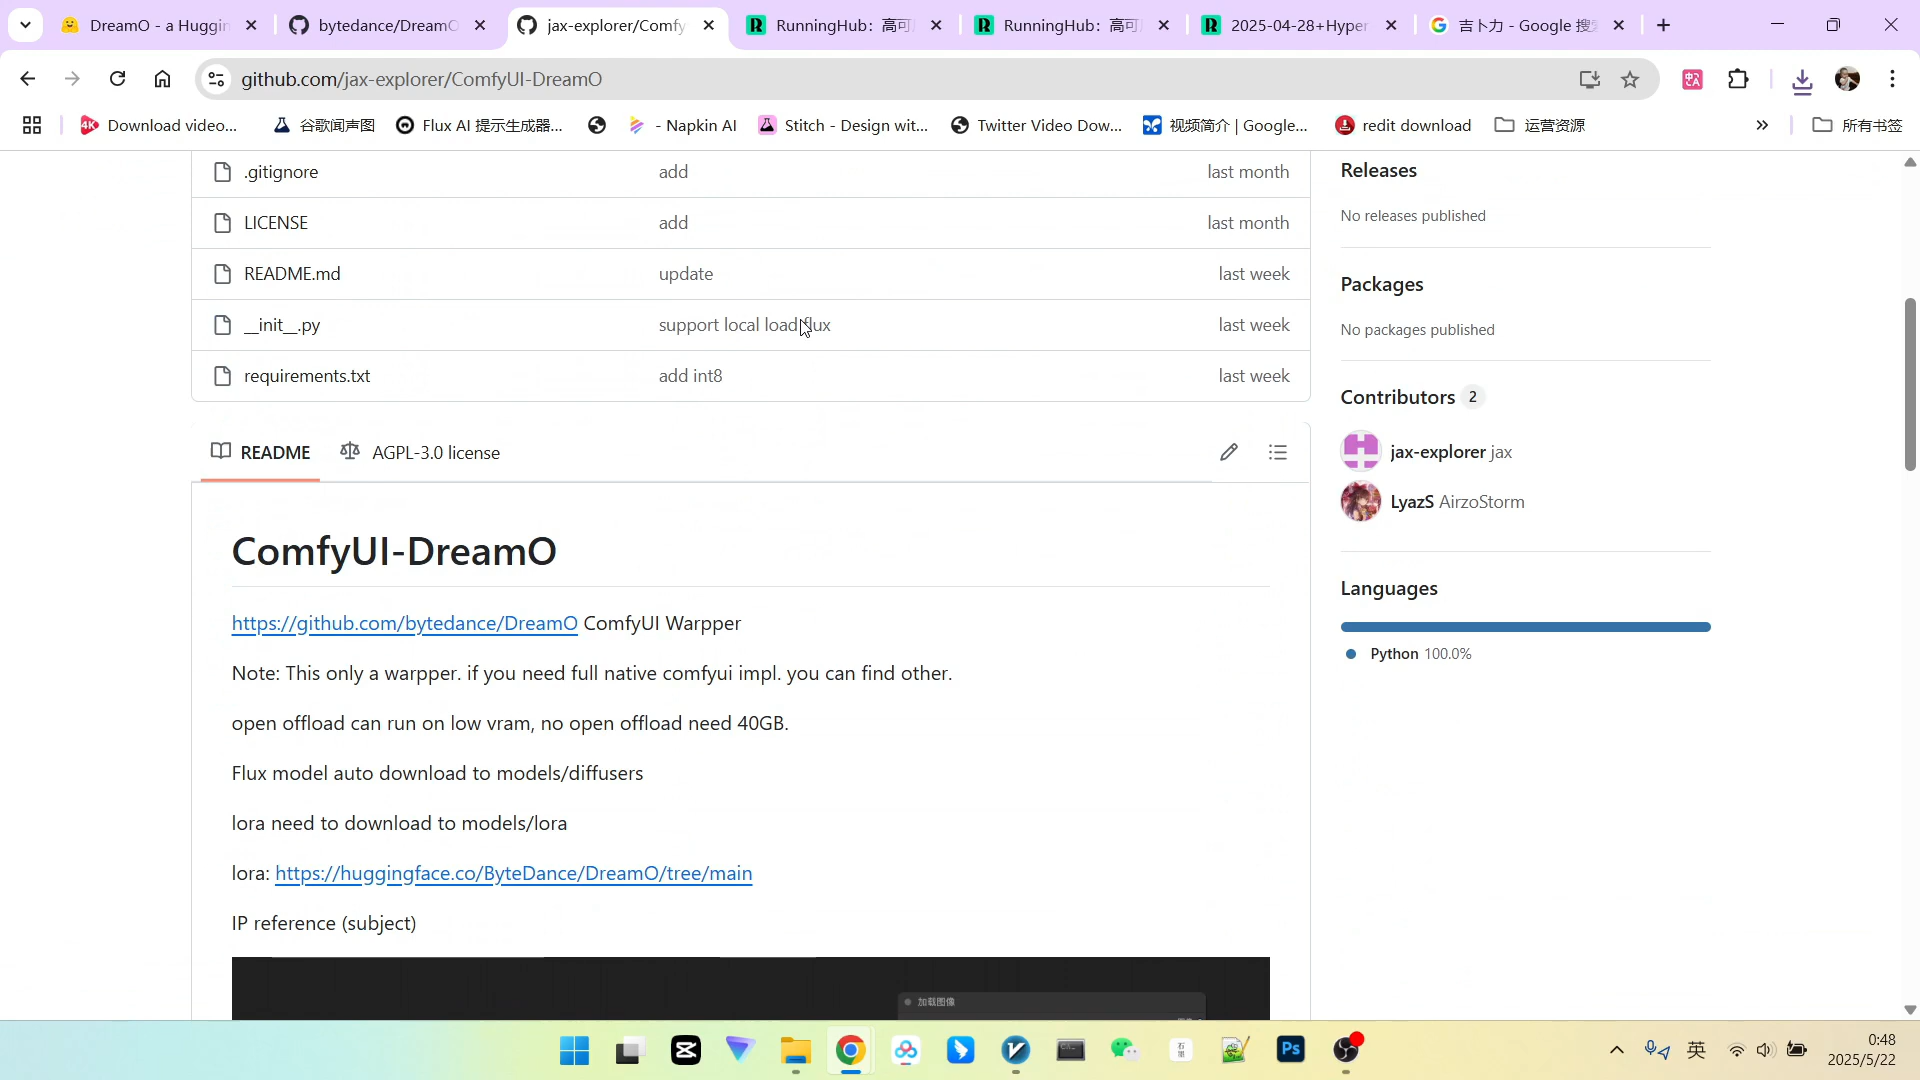 DreamO - a Huggin
bytedance/DreamO
jax-explorer/Comfy
RunningHub：高可
RunningHub：高可
2025-04-28+Hyper
吉卜力 - Google 搜
github.com/jax-explorer/ComfyUI-DreamO
Download video...
谷歌闻声图
Flux AI 提示生成器...
- Napkin AI
Stitch - Design wit...
Twitter Video Dow...
视频简介 | Google...
redit download
运营资源
所有书签
.gitignore add last month
LICENSE add last month
README.md update last week
__init__.py support local load flux last week
requirements.txt add int8 last week
README
AGPL-3.0 license
ComfyUI-DreamO
https://github.com/bytedance/DreamO ComfyUI Warpper
Note: This only a warpper. if you need full native comfyui impl. you can find other.
open offload can run on low vram, no open offload need 40GB.
Flux model auto download to models/diffusers
lora need to download to models/lora
lora: https://huggingface.co/ByteDance/DreamO/tree/main
IP reference (subject)
加载图像
Releases
No releases published
Packages
No packages published
Contributors 2
jax-explorer jax
LyazS AirzoStorm
Languages
Python 100.0%
Ps
英
0:48
2025/5/22